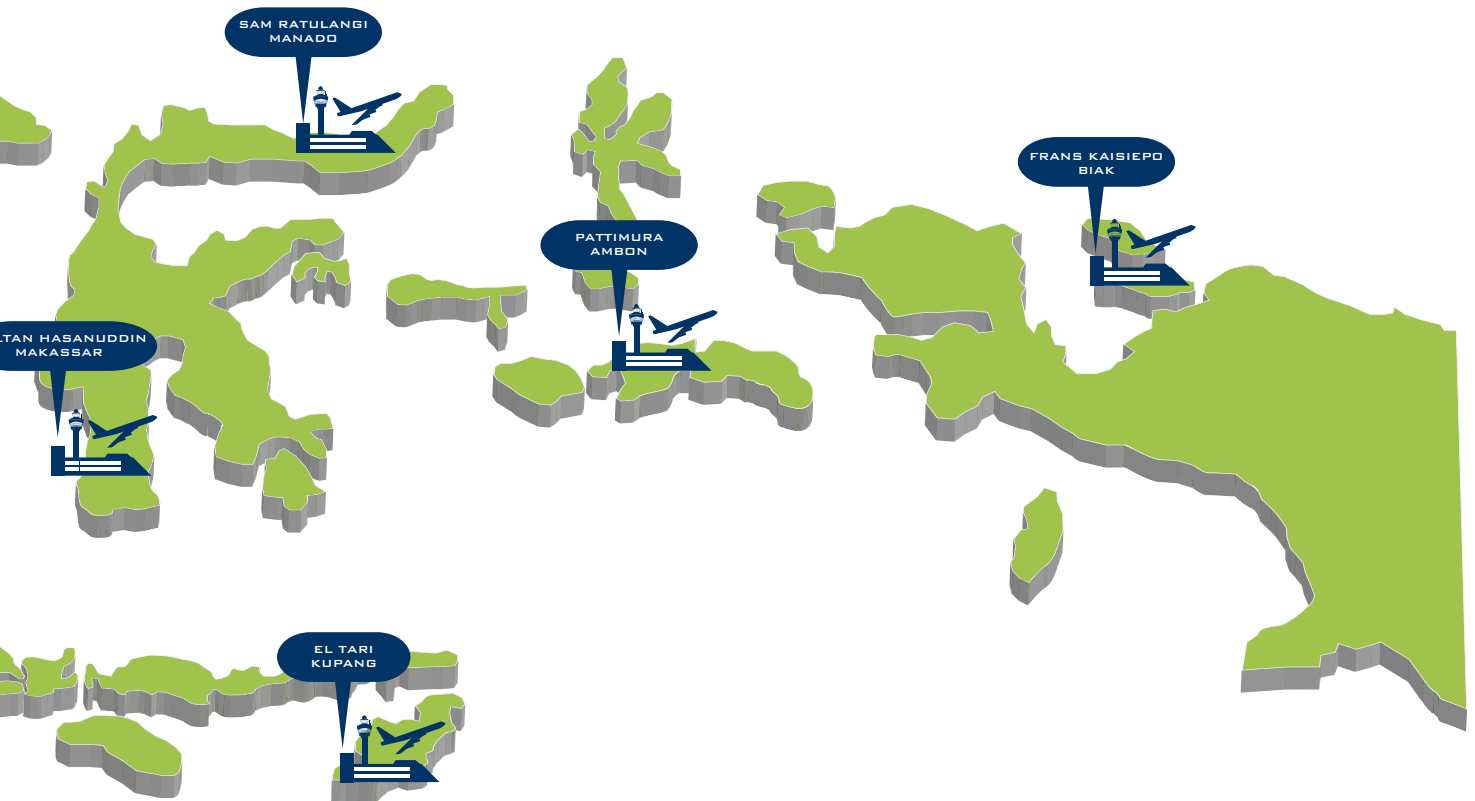 SAM RATULANGI
MANADO
FRANS KAISIEPO
BIAK
PATTIMURA
AMBON
LTAN HASANUDDIN
MAKASSAR
EL TARI
KUPANG